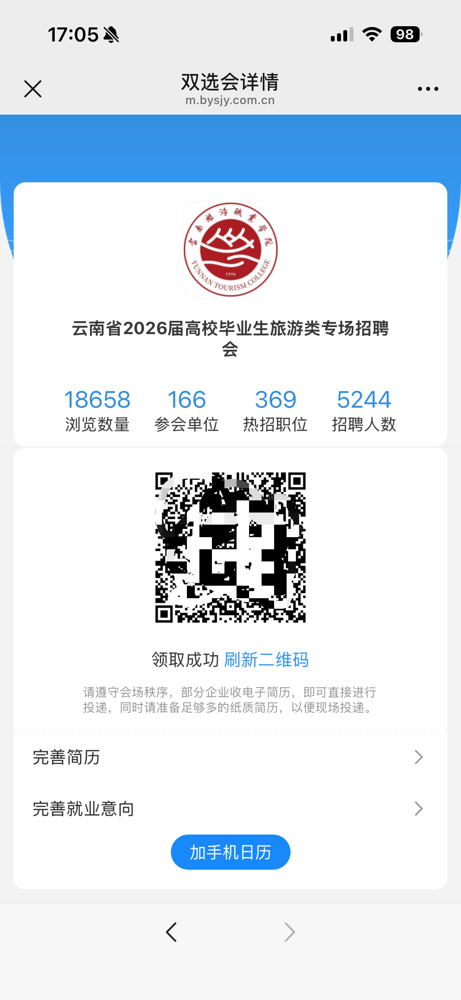 17:05
98
双选会详情
m.bysjy.com.cn
雲南旅游職業學院
1956
YUNNAN TOURISM COLLEGE
云南省2026届高校毕业生旅游类专场招聘
会
18658 166 369 5244
浏览数量 参会单位 热招职位 招聘人数
领取成功 刷新二维码
请遵守会场秩序，部分企业收电子简历，即可直接进行
投递，同时请准备足够多的纸质简历，以便现场投递。
完善简历
完善就业意向
加手机日历